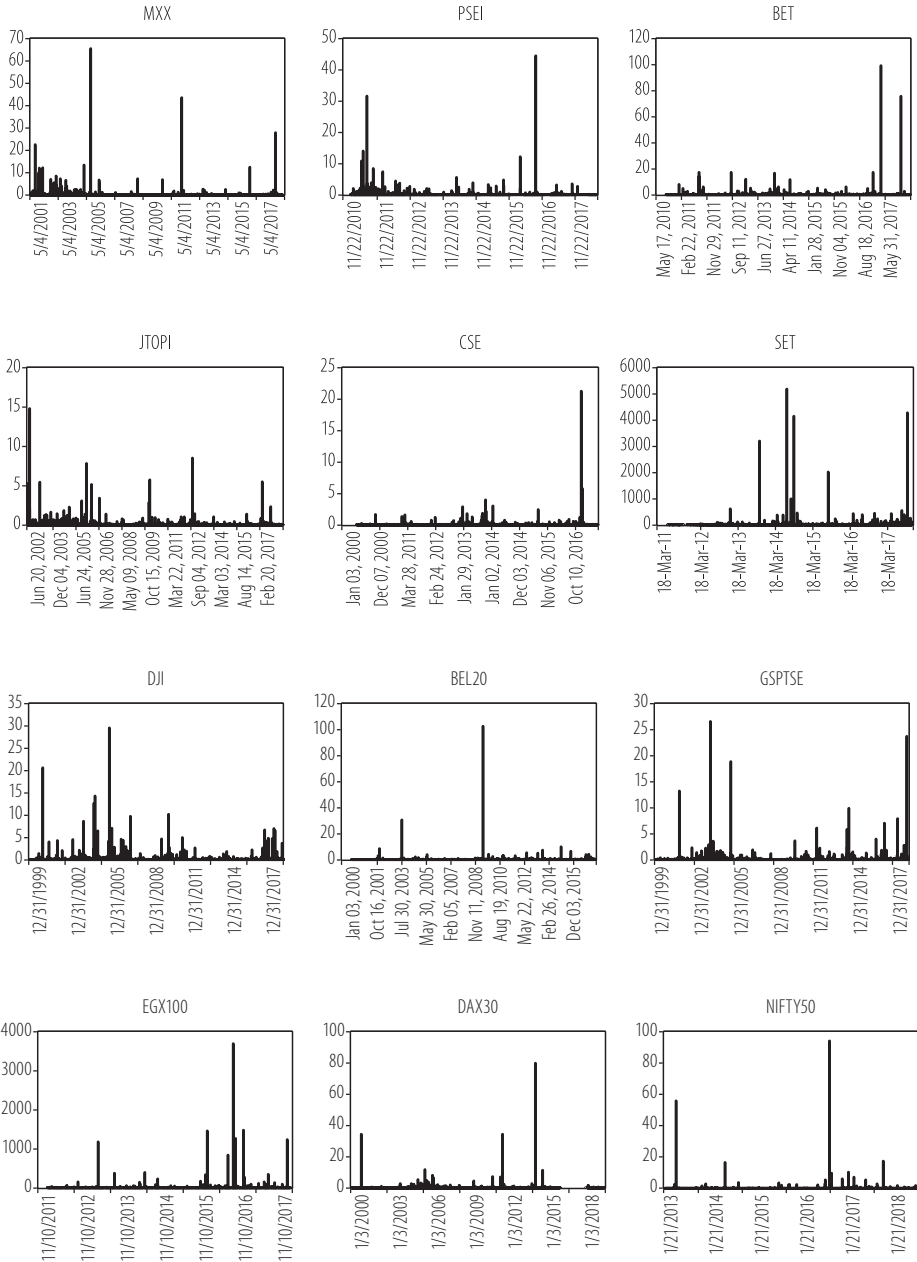 MXX
70
60
50
40
30
20
10
0
5/4/2001
5/4/2003
5/4/2005
5/4/2007
5/4/2009
5/4/2011
5/4/2013
5/4/2015
5/4/2017
PSEI
50
40
30
20
10
0
11/22/2010
11/22/2011
11/22/2012
11/22/2013
11/22/2014
11/22/2015
11/22/2016
11/22/2017
BET
120
100
80
60
40
20
0
May 17, 2010
Feb 22, 2011
Nov 29, 2011
Sep 11, 2012
Jun 27, 2013
Apr 11, 2014
Jan 28, 2015
Nov 04, 2015
Aug 18, 2016
May 31, 2017
JTOPI
20
15
10
5
0
Jun 20, 2002
Dec 04, 2003
Jun 24, 2005
Nov 28, 2006
May 09, 2008
Oct 15, 2009
Mar 22, 2011
Sep 04, 2012
Mar 03, 2014
Aug 14, 2015
Feb 20, 2017
CSE
25
20
15
10
5
0
Jan 03, 2000
Dec 07, 2000
Mar 28, 2011
Feb 24, 2012
Jan 29, 2013
Jan 02, 2014
Dec 03, 2014
Nov 06, 2015
Oct 10, 2016
SET
6000
5000
4000
3000
2000
1000
0
18-Mar-11
18-Mar-12
18-Mar-13
18-Mar-14
18-Mar-15
18-Mar-16
18-Mar-17
DJI
35
30
25
20
15
10
5
0
12/31/1999
12/31/2002
12/31/2005
12/31/2008
12/31/2011
12/31/2014
12/31/2017
BEL20
120
100
80
60
40
20
0
Jan 03, 2000
Oct 16, 2001
Jul 30, 2003
May 30, 2005
Feb 05, 2007
Nov 11, 2008
Aug 19, 2010
May 22, 2012
Feb 26, 2014
Dec 03, 2015
GSPTSE
30
25
20
15
10
5
0
12/31/1999
12/31/2002
12/31/2005
12/31/2008
12/31/2011
12/31/2014
12/31/2017
EGX100
4000
3000
2000
1000
0
11/10/2011
11/10/2012
11/10/2013
11/10/2014
11/10/2015
11/10/2016
11/10/2017
DAX30
100
80
60
40
20
0
1/3/2000
1/3/2003
1/3/2006
1/3/2009
1/3/2012
1/3/2015
1/3/2018
NIFTY50
100
80
60
40
20
0
1/21/2013
1/21/2014
1/21/2015
1/21/2016
1/21/2017
1/21/2018